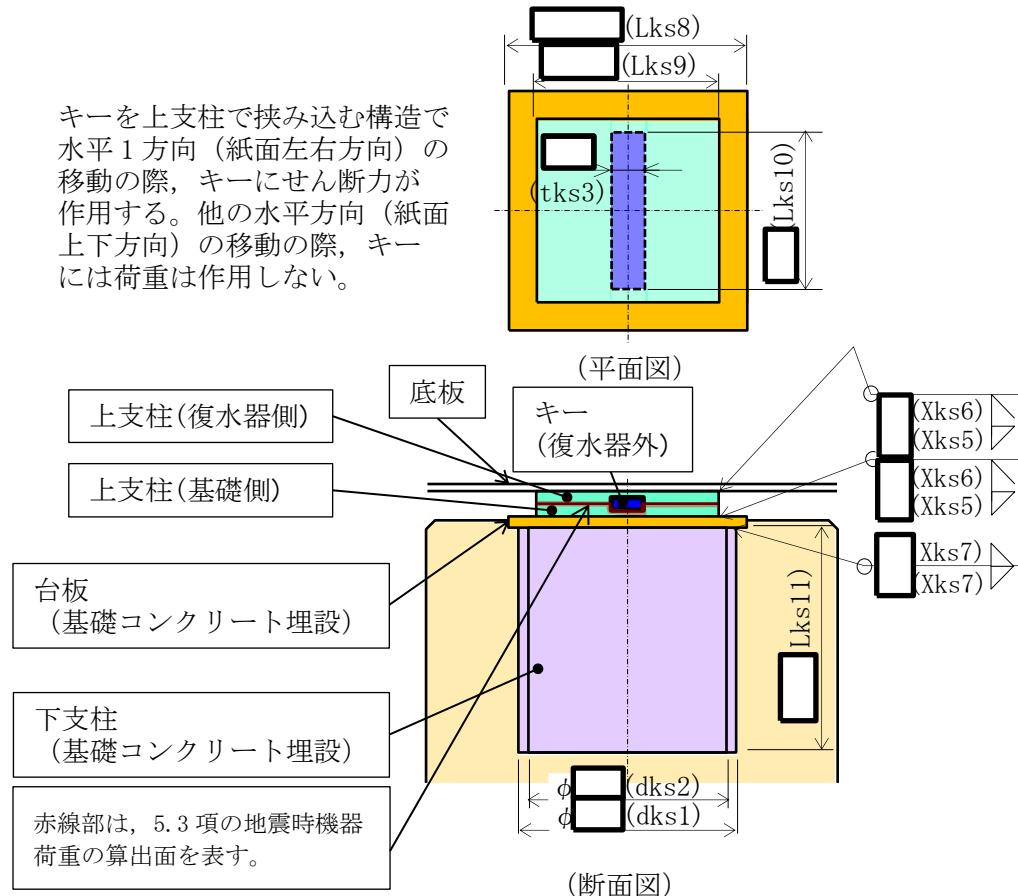 (Lks8)
(Lks9)
キーを上支柱で挟み込む構造で
水平１方向（紙面左右方向）の
移動の際，キーにせん断力が
作用する。他の水平方向（紙面
上下方向）の移動の際，キー
には荷重は作用しない。
(tks3)
(Lks10)
(平面図)
底板
上支柱(復水器側)
キー
(復水器外)
上支柱(基礎側)
(Xks6)
(Xks5)
(Xks6)
(Xks5)
Xks7)
(Xks7)
台板
（基礎コンクリート埋設）
Lks11)
下支柱
（基礎コンクリート埋設）
φ (dks2)
φ (dks1)
赤線部は，5.3 項の地震時機器
荷重の算出面を表す。
(断面図)